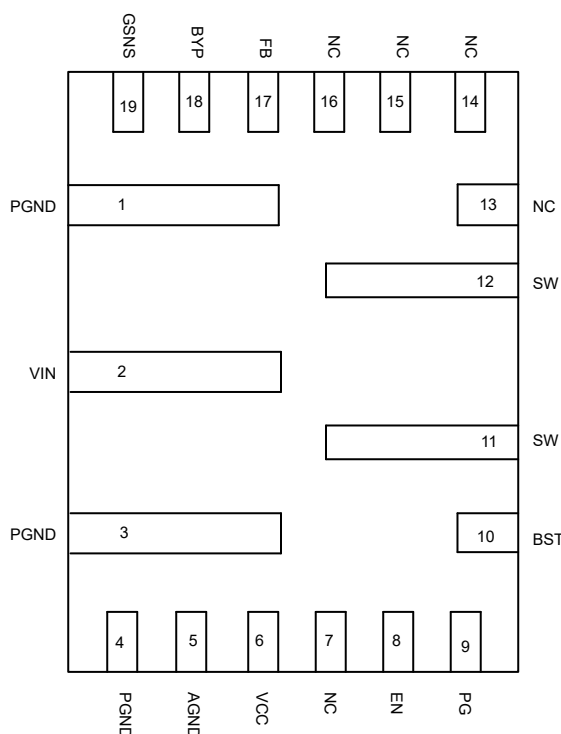 GSNS BYP FB NC NC NC
19 18 17 16 15 14
PGND 1 13 NC
12 SW
VIN 2
11 SW
PGND 3 10 BST
4 5 6 7 8 9
PGND AGND VCC NC EN PG